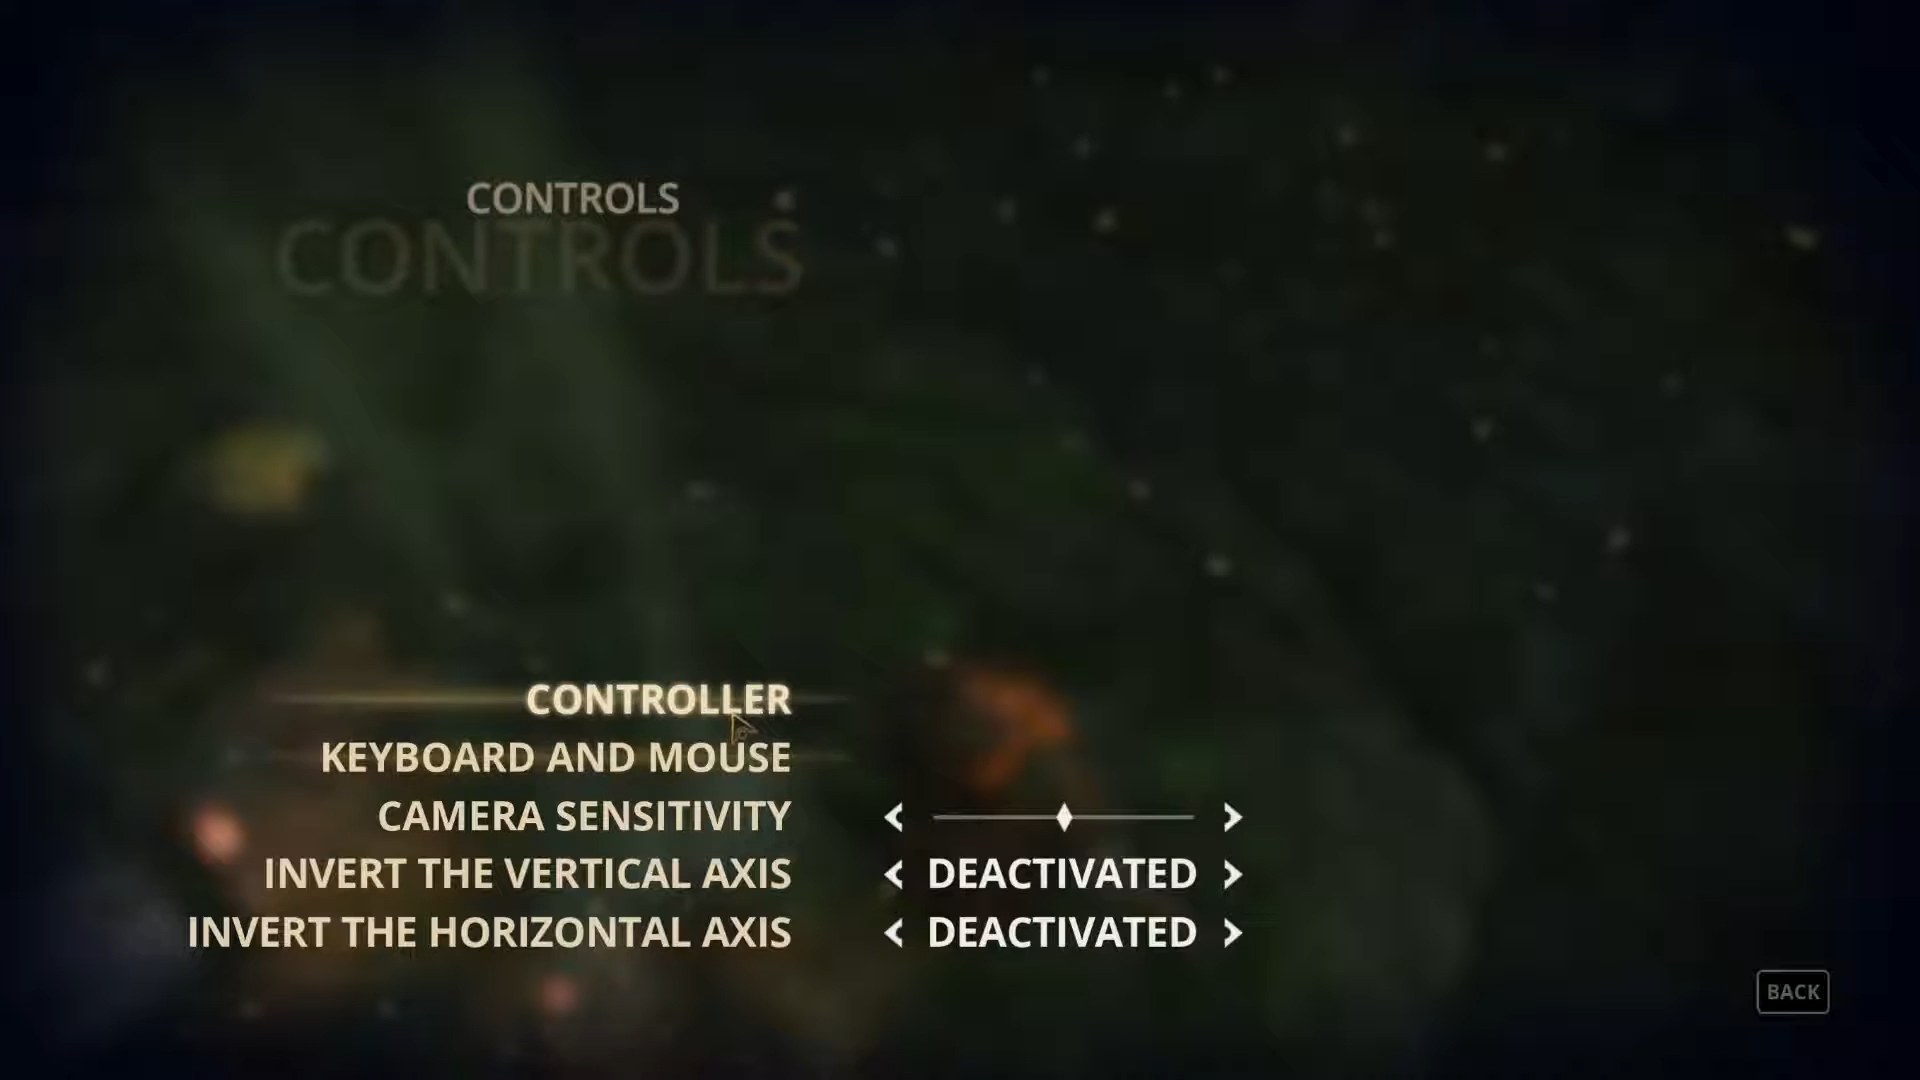 CONTROLS
CONTROLS
CONTROLLER
KEYBOARD AND MOUSE
CAMERA SENSITIVITY
INVERT THE VERTICAL AXIS DEACTIVATED
INVERT THE HORIZONTAL AXIS DEACTIVATED
BACK